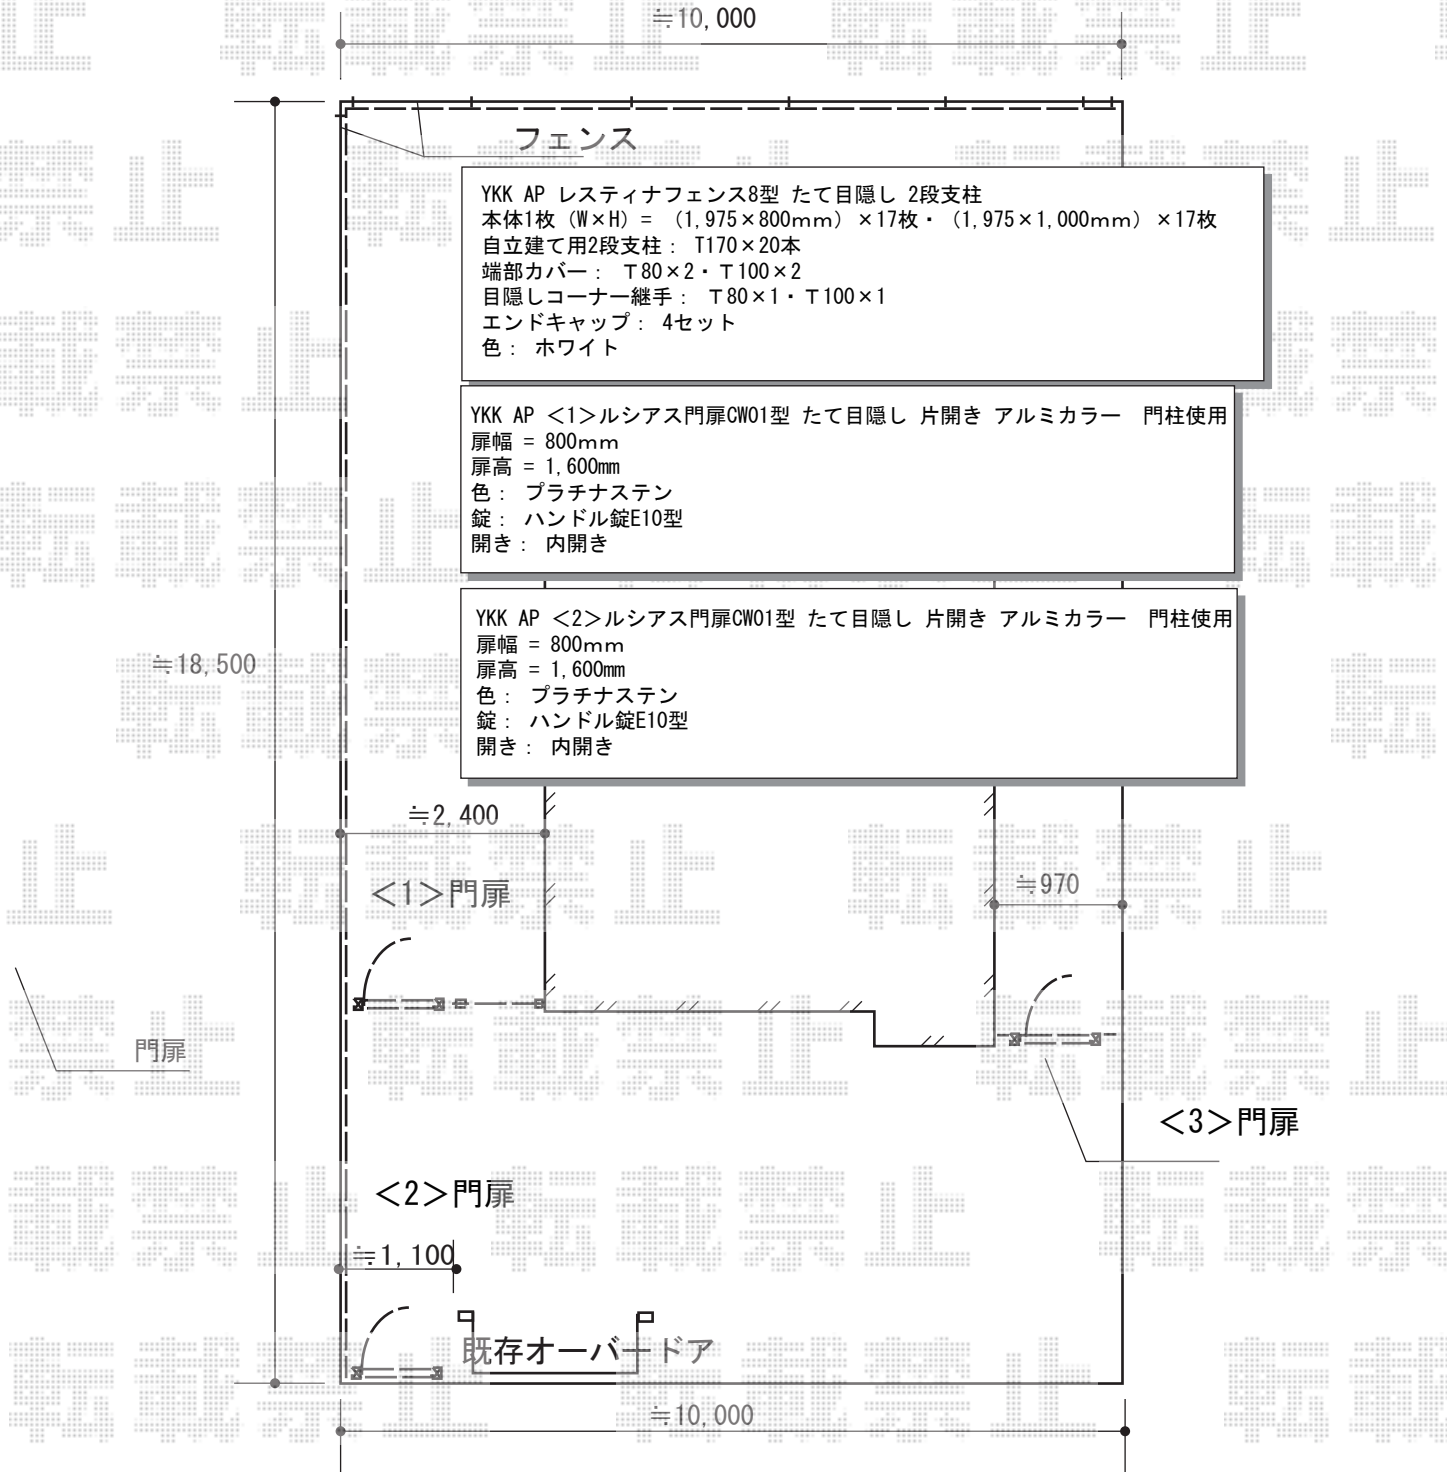 ≒10,000
フェンス
YKK AP レスティナフェンス8型 たて目隠し 2段支柱
本体1枚（W×H）= （1,975×800mm）×17枚・（1,975×1,000mm）×17枚
自立建て用2段支柱： T170×20本
端部カバー： T80×2・T100×2
目隠しコーナー継手： T80×1・T100×1
エンドキャップ： 4セット
色： ホワイト
YKK AP <1>ルシアス門扉CW01型 たて目隠し 片開き アルミカラー　門柱使用
扉幅 = 800mm
扉高 = 1,600mm
色： プラチナステン
錠： ハンドル錠E10型
開き： 内開き
YKK AP <2>ルシアス門扉CW01型 たて目隠し 片開き アルミカラー　門柱使用
扉幅 = 800mm
扉高 = 1,600mm
色： プラチナステン
錠： ハンドル錠E10型
開き： 内開き
≒18,500
≒2,400
<1>門扉
≒970
門扉
<3>門扉
<2>門扉
≒1,100
既存オーバードア
≒10,000
転載禁止